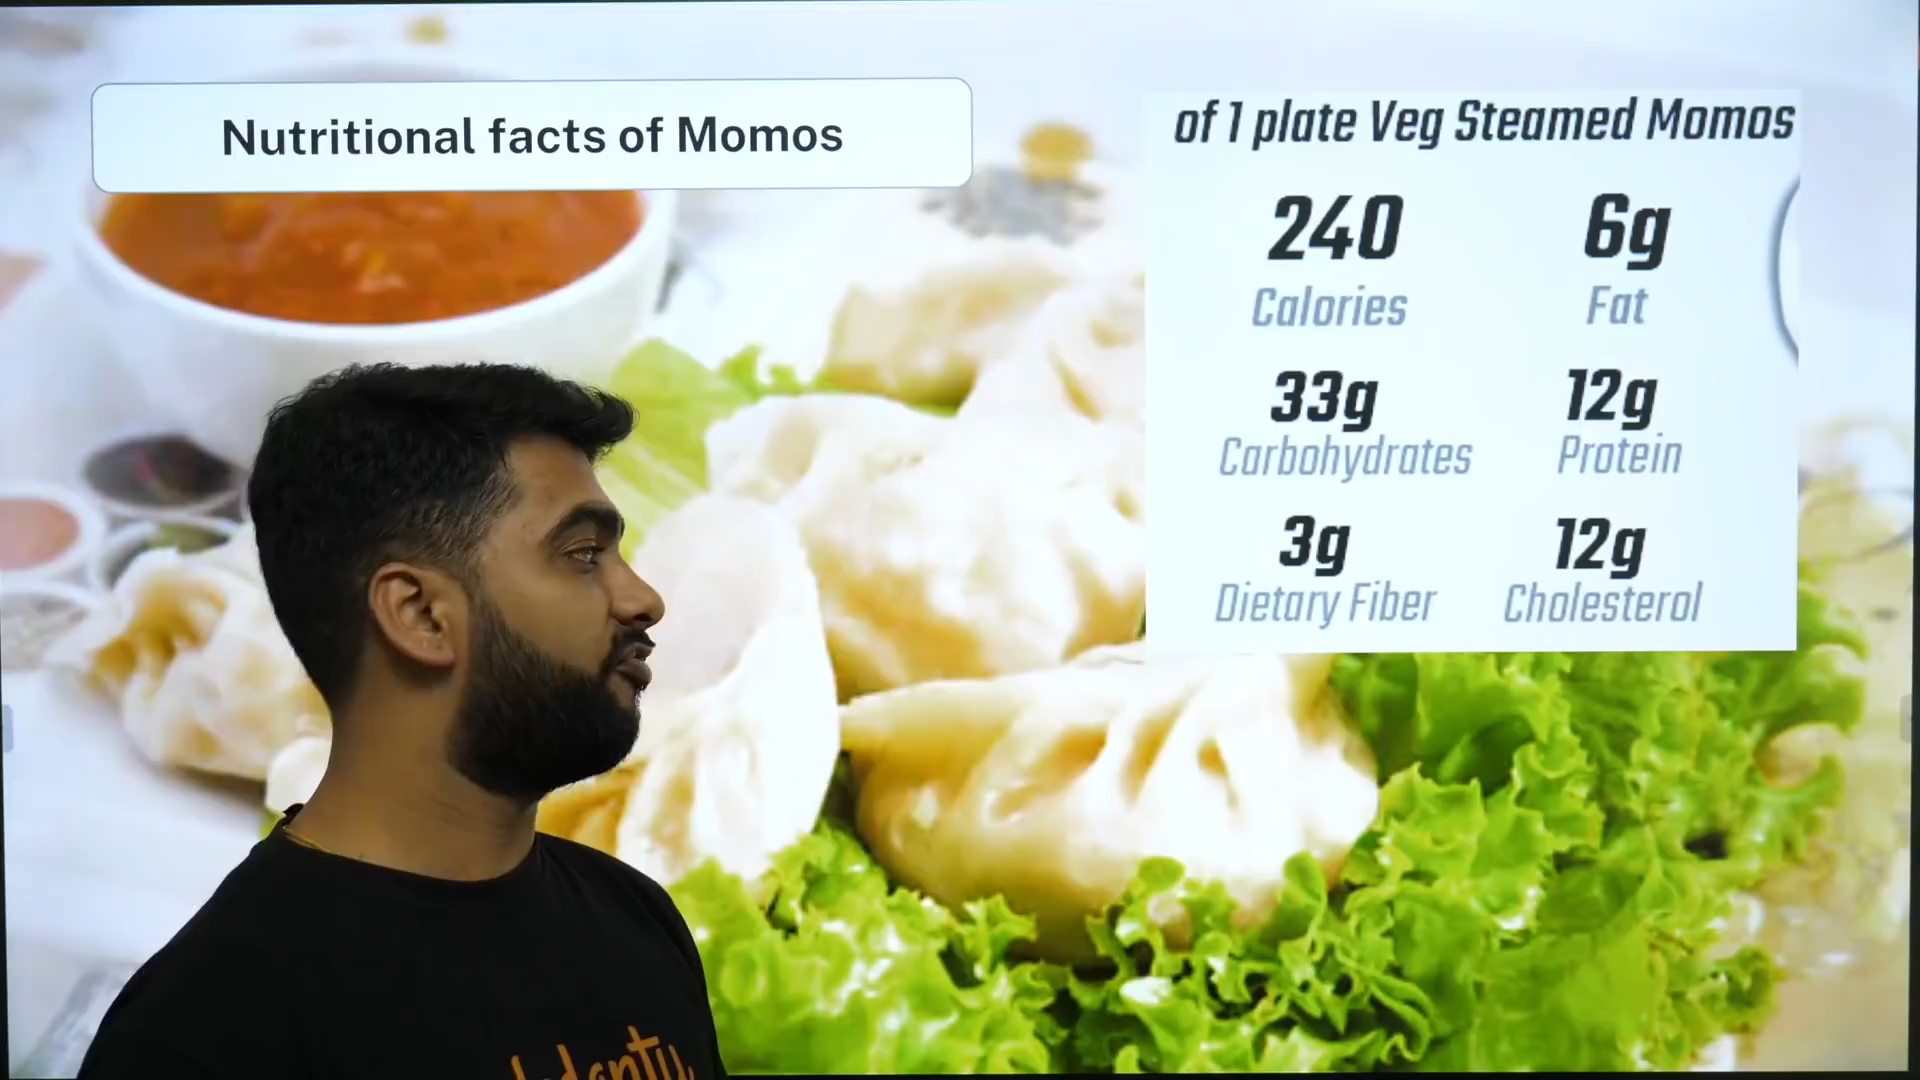 Nutritional facts of Momos
of 1 plate Veg Steamed Momos
240
Calories
6g
Fat
33g
Carbohydrates
12g
Protein
3g
Dietary Fiber
12g
Cholesterol